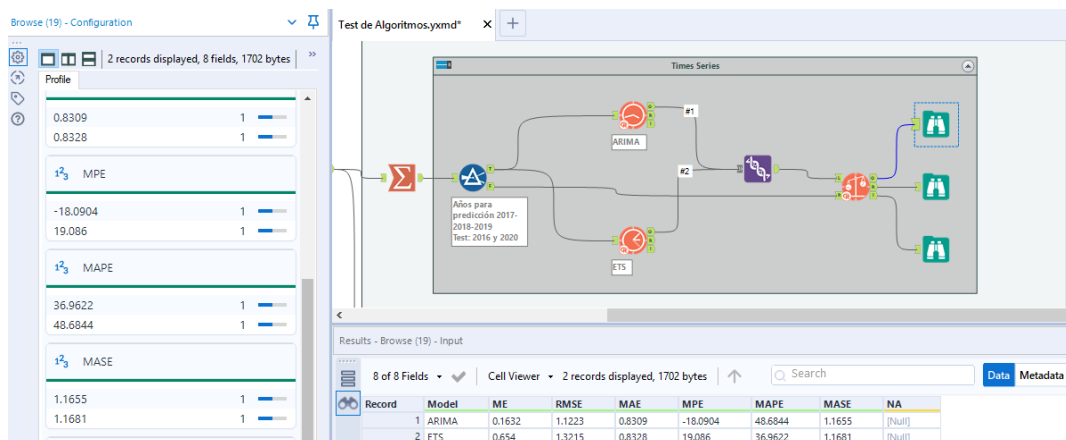 Browse (19) - Configuration
2 records displayed, 8 fields, 1702 bytes
Profile
0.8309 1
0.8328 1
123 MPE
-18.0904 1
19.086 1
123 MAPE
36.9622 1
48.6844 1
123 MASE
1.1655 1
1.1681 1
Test de Algoritmos.yxmd*
Times Series
ARIMA
#1
#2
Años para
predicción 2017-
2018-2019
Test: 2016 y 2020
ETS
Results - Browse (19) - Input
8 of 8 Fields Cell Viewer 2 records displayed, 1702 bytes Search Data Metadata
Record Model ME RMSE MAE MPE MAPE MASE NA
1 ARIMA 0.1632 1.1223 0.8309 -18.0904 48.6844 1.1655 [Null]
2 ETS 0.654 1.3215 0.8328 19.086 36.9622 1.1681 [Null]